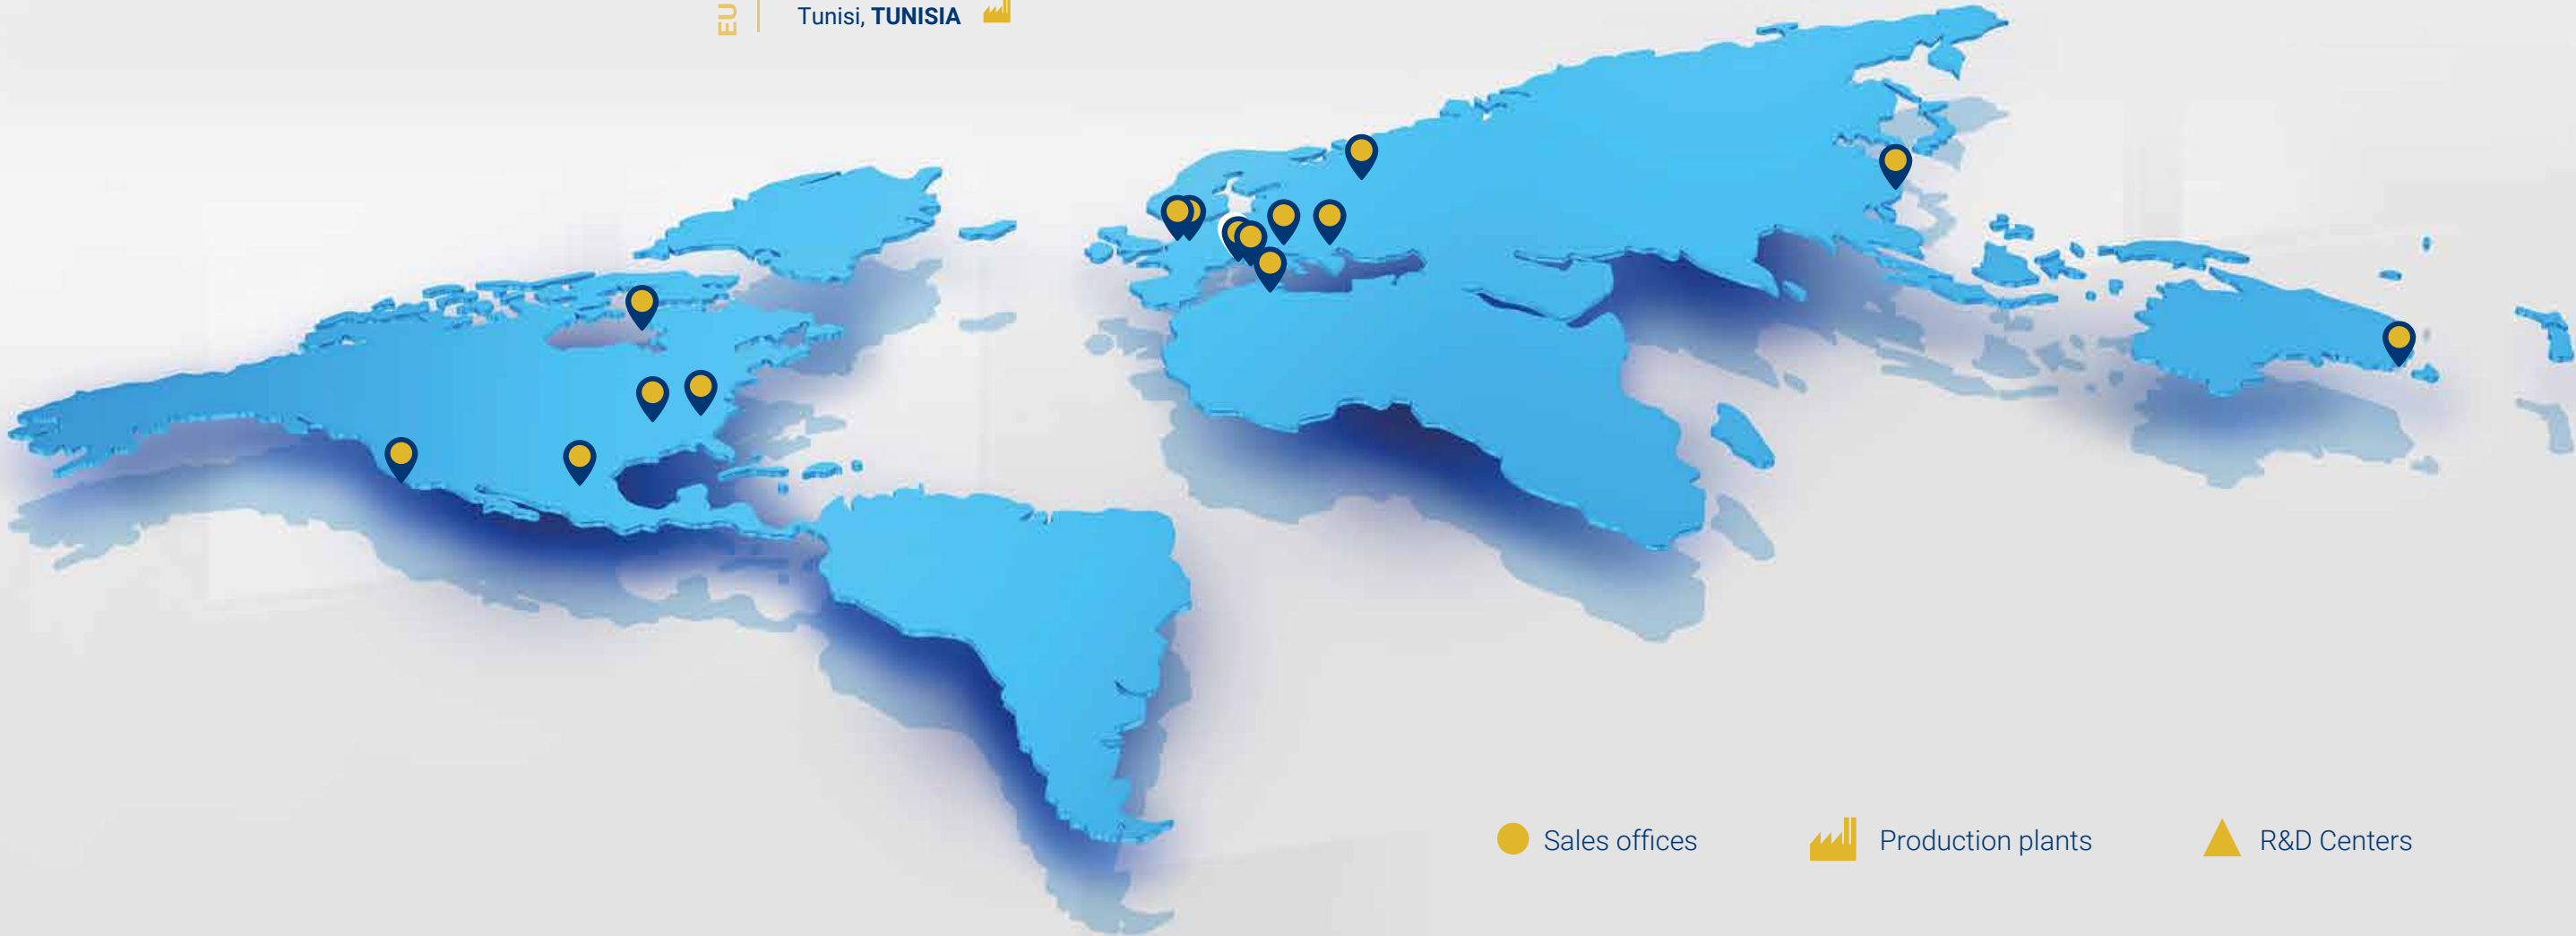 EU
Tunisi, TUNISIA
Sales offices
Production plants
R&D Centers